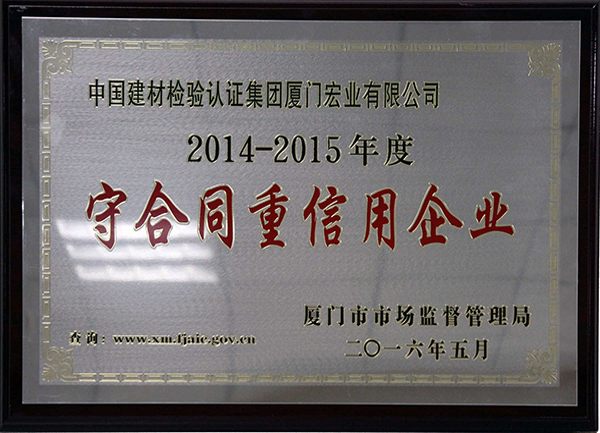 中国建材检验认证集团厦门宏业有限公司
2014-2015年度
守合同重信用企业
厦门市市场监督管理局
查询：www.xm.fjaic.gov.cn
二〇一六年五月